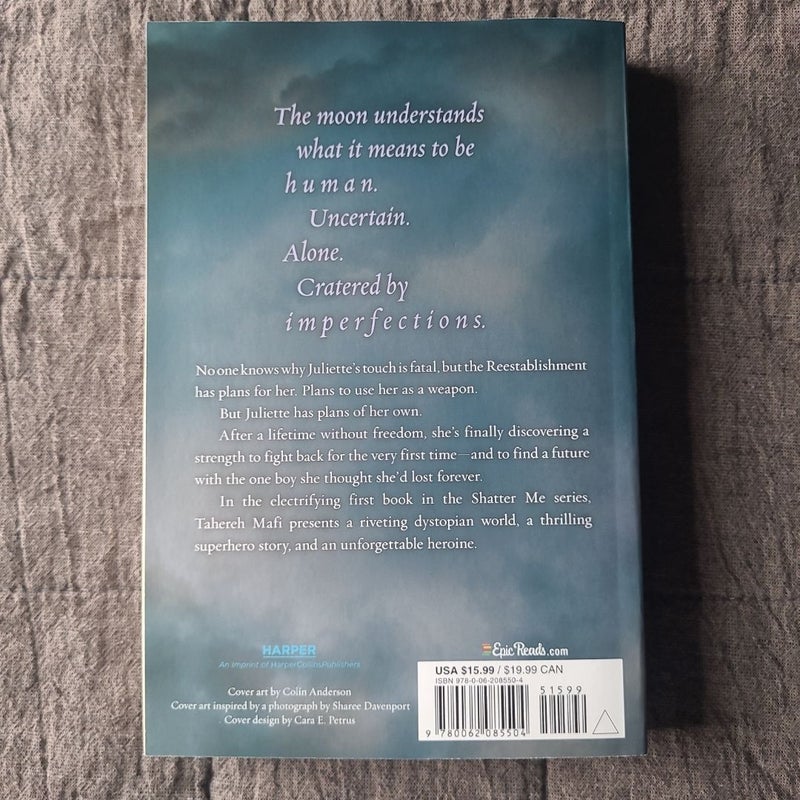 The moon understands
what it means to be
human.
Uncertain.
Alone.
Cratered by
imperfections.
No one knows why Juliette's touch is fatal, but the Reestablishment
has plans for her. Plans to use her as a weapon.
But Juliette has plans of her own.
After a lifetime without freedom, she's finally discovering a
strength to fight back for the very first time—and to find a future
with the one boy she thought she'd lost forever.
In the electrifying first book in the Shatter Me series,
Tahereh Mafi presents a riveting dystopian world, a thrilling
superhero story, and an unforgettable heroine.
HARPER
An Imprint of HarperCollinsPublishers
Cover art by Colin Anderson
Cover art inspired by a photograph by Sharee Davenport
Cover design by Cara E. Petrus
EpicReads.com
USA $15.99 / $19.99 CAN
ISBN 978-0-06-208550-4
51599
9 780062 085504